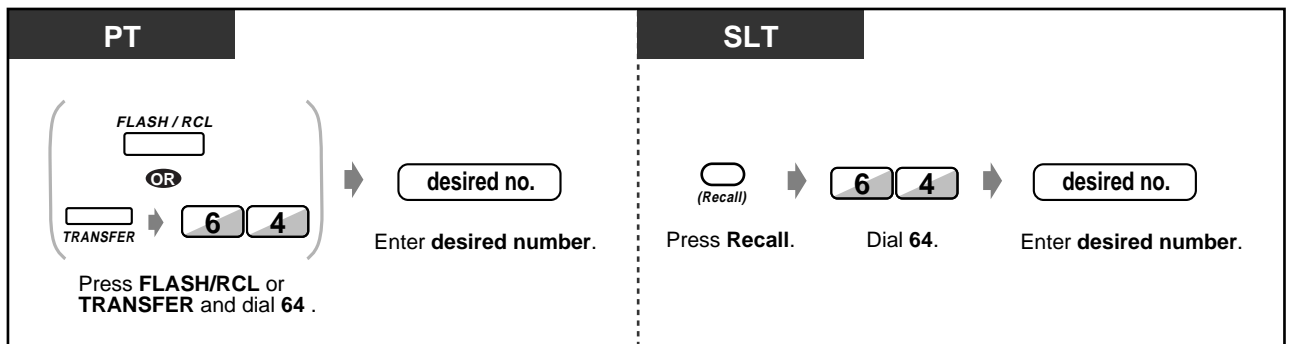 PT
FLASH / RCL
OR
TRANSFER
6 4
desired no.
Enter desired number.
Press FLASH/RCL or
TRANSFER and dial 64 .
SLT
(Recall)
6 4
desired no.
Press Recall.
Dial 64.
Enter desired number.